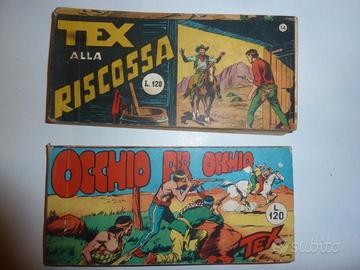 TEX
ALLA
RISCOSSA
L. 120
14
OCCHIO PER OCCHIO
L.
120
TEX
subito